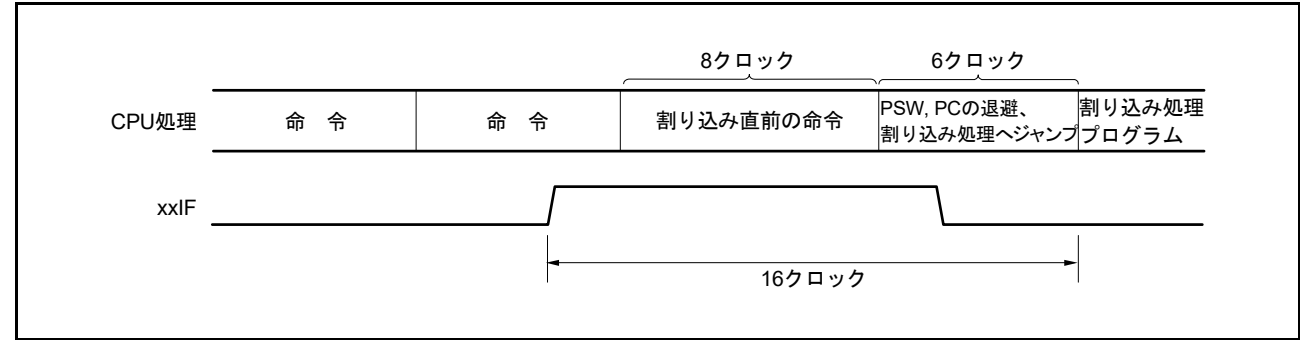 8クロック 6クロック
CPU処理 命 令 命 令 割り込み直前の命令 PSW, PCの退避、 割り込み処理
割り込み処理へジャンプ プログラム
xxIF
16クロック